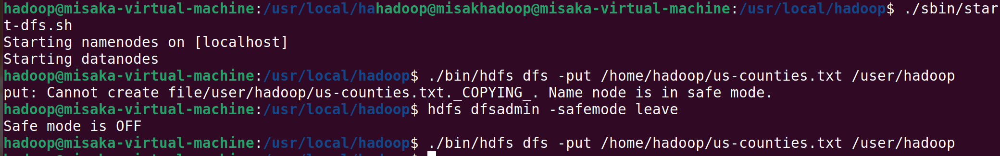 hadoop@misaka-virtual-machine:/usr/local/hahadoop@misakhadoop@misaka-virtual-machine:/usr/local/hadoop$ ./sbin/star
t-dfs.sh
Starting namenodes on [localhost]
Starting datanodes
hadoop@misaka-virtual-machine:/usr/local/hadoop$ ./bin/hdfs dfs -put /home/hadoop/us-counties.txt /user/hadoop
put: Cannot create file/user/hadoop/us-counties.txt._COPYING_. Name node is in safe mode.
hadoop@misaka-virtual-machine:/usr/local/hadoop$ hdfs dfsadmin -safemode leave
Safe mode is OFF
hadoop@misaka-virtual-machine:/usr/local/hadoop$ ./bin/hdfs dfs -put /home/hadoop/us-counties.txt /user/hadoop